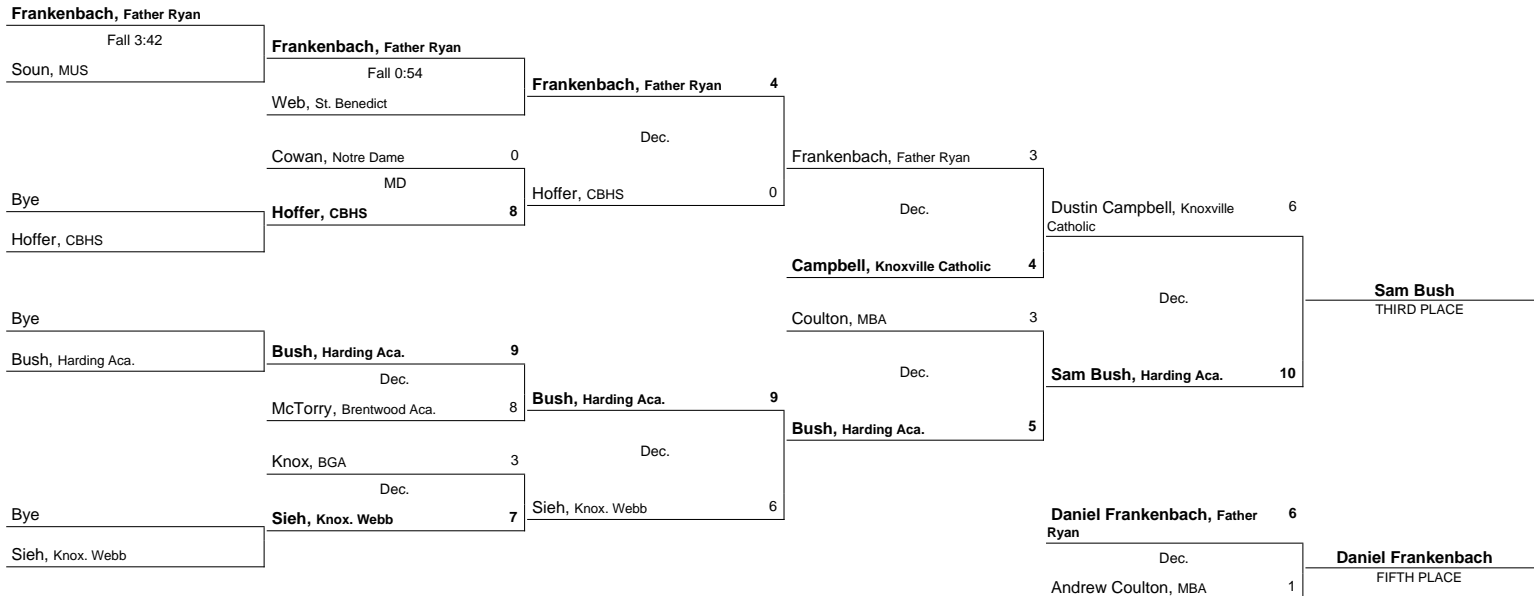 Frankenbach, Father Ryan
Fall 3:42
Soun, MUS
Bye
Hoffer, CBHS
Bye
Bush, Harding Aca.
Bye
Sieh, Knox. Webb
Frankenbach, Father Ryan
Fall 0:54
Web, St. Benedict
Cowan, Notre Dame 0
MD
Hoffer, CBHS 8
Bush, Harding Aca. 9
Dec.
McTorry, Brentwood Aca. 8
Knox, BGA 3
Dec.
Sieh, Knox. Webb 7
Frankenbach, Father Ryan 4
Dec.
Hoffer, CBHS 0
Bush, Harding Aca. 9
Dec.
Sieh, Knox. Webb 6
Frankenbach, Father Ryan 3
Dec.
Campbell, Knoxville Catholic 4
Coulton, MBA 3
Dec.
Bush, Harding Aca. 5
Dustin Campbell, Knoxville 6
Catholic
Dec.
Sam Bush, Harding Aca. 10
Sam Bush
THIRD PLACE
Daniel Frankenbach, Father 6
Ryan
Dec.
Andrew Coulton, MBA 1
Daniel Frankenbach
FIFTH PLACE